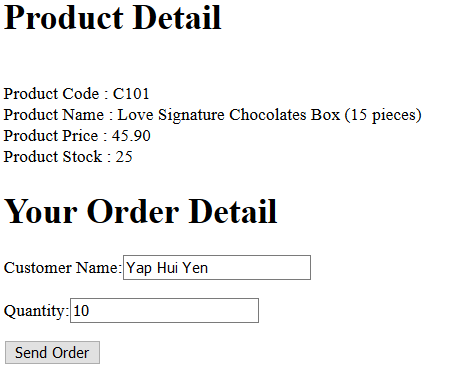 Product Detail
Product Code : C101
Product Name : Love Signature Chocolates Box (15 pieces)
Product Price : 45.90
Product Stock : 25
Your Order Detail
Customer Name: Yap Hui Yen
Quantity: 10
Send Order